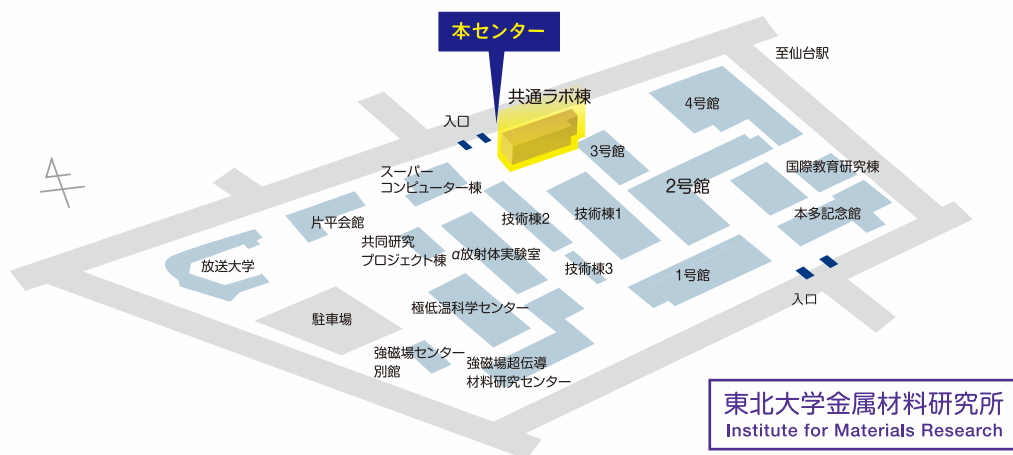 本センター
至仙台駅
共通ラボ棟
4号館
入口
3号館
国際教育研究棟
スーパー
コンピューター棟
2号館
技術棟2
技術棟1
本多記念館
片平会館
共同研究
プロジェクト棟
α放射体実験室
放送大学
技術棟3
1号館
入口
極低温科学センター
駐車場
強磁場センター
別館
強磁場超伝導
材料研究センター
東北大学金属材料研究所
Institute for Materials Research